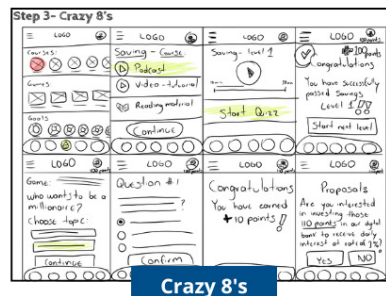 Step 3- Crazy 8's
LOGO
Courses:
Games:
Goals
LOGO
Saving - Course:
Podcast
Video-tutorial
Reading material
Continue
LOGO
Saving - level 1
Start Quiz
LOGO
+100 points
Congratulations
You have successfully
passed Savings
Level 1 !!!
Start next level
LOGO
Game:
who wants to be a
millionaire?
Choose topic:
Continue
LOGO
Question #1
?
Confirm
LOGO
Congratulations
You have earned
+10 points !!
LOGO
Proposals
Are you interested
in investing those
110 points in our digital
bank to receive daily
interest at rate of 1%?
YES
NO
Crazy 8's